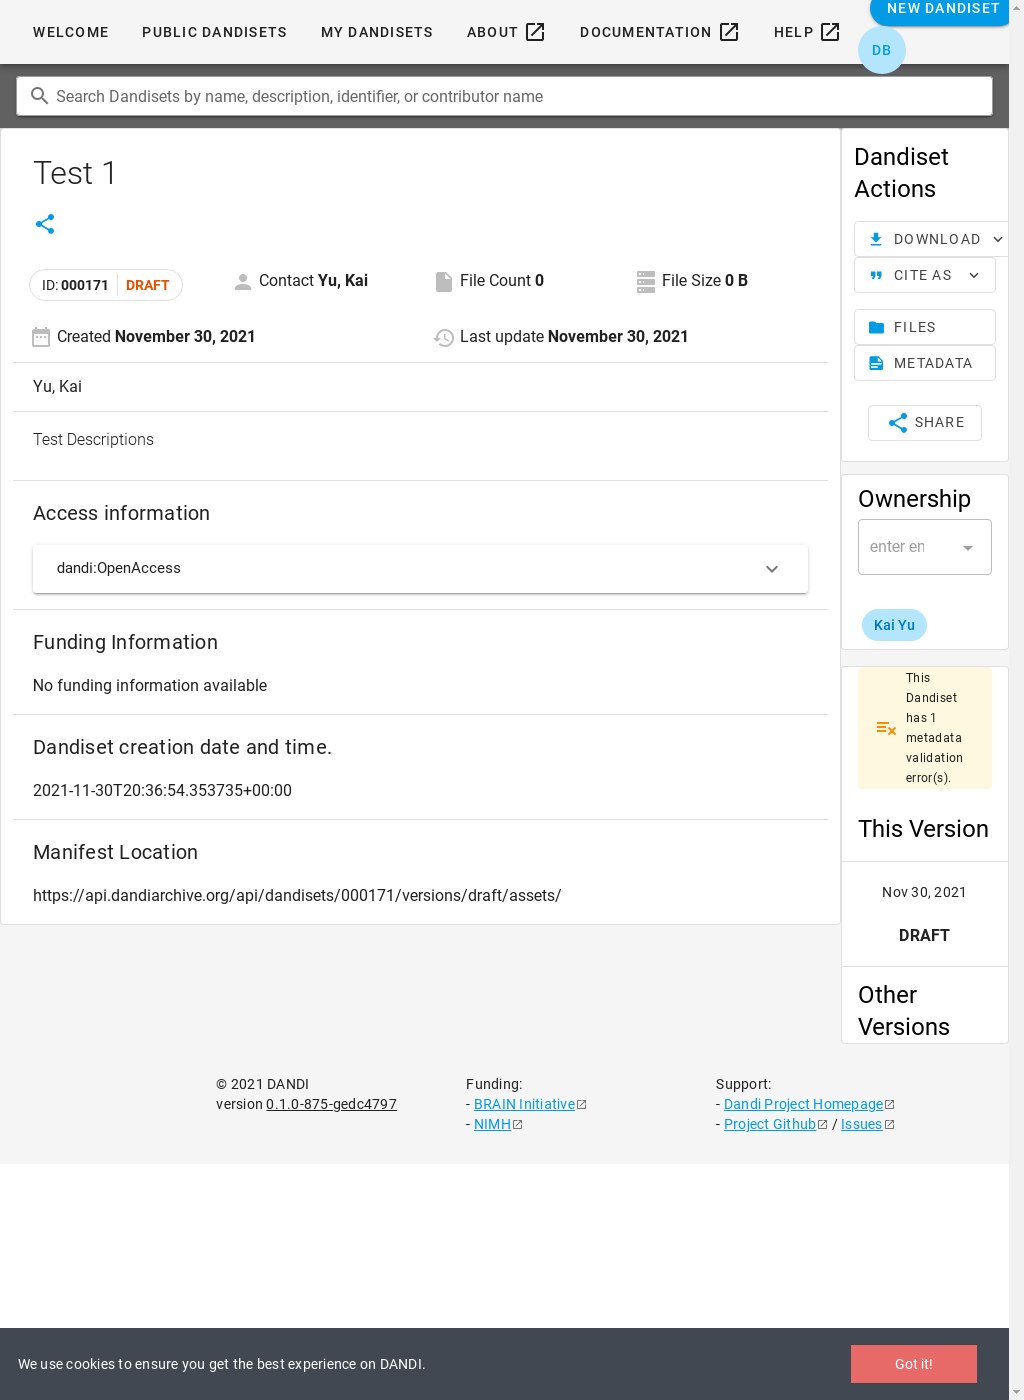 WELCOME PUBLIC DANDISETS MY DANDISETS ABOUT DOCUMENTATION HELP NEW DANDISET
DB
Search Dandisets by name, description, identifier, or contributor name
Test 1
ID: 000171 DRAFT Contact Yu, Kai File Count 0 File Size 0 B
Created November 30, 2021 Last update November 30, 2021
Yu, Kai
Test Descriptions
Access information
dandi:OpenAccess
Funding Information
No funding information available
Dandiset creation date and time.
2021-11-30T20:36:54.353735+00:00
Manifest Location
https://api.dandiarchive.org/api/dandisets/000171/versions/draft/assets/
Dandiset
Actions
DOWNLOAD
CITE AS
FILES
METADATA
SHARE
Ownership
enter en
Kai Yu
This
Dandiset
has 1
metadata
validation
error(s).
This Version
Nov 30, 2021
DRAFT
Other
Versions
© 2021 DANDI
version 0.1.0-875-gedc4797
Funding:
- BRAIN Initiative
- NIMH
Support:
- Dandi Project Homepage
- Project Github / Issues
We use cookies to ensure you get the best experience on DANDI.
Got it!